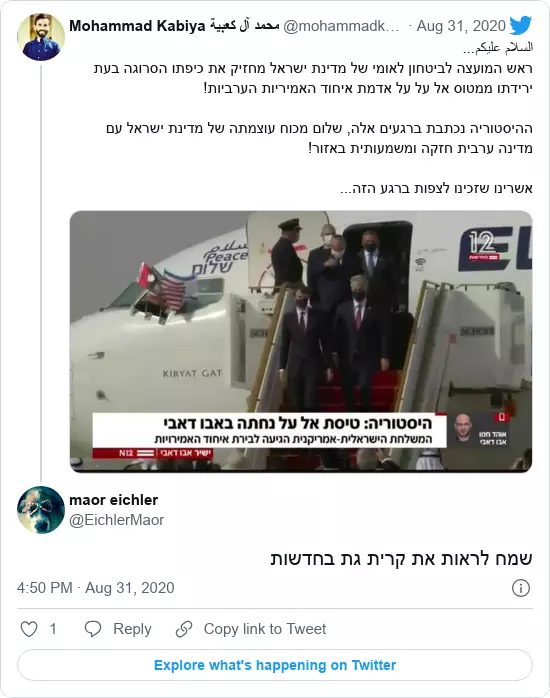 Mohammad Kabiya محمد آل كعبية @mohammadk... · Aug 31, 2020
السلام عليكم...
ראש המועצה לביטחון לאומי של מדינת ישראל מחזיק את כיפתו הסרוגה בעת
ירידתו ממטוס אל על על אדמת איחוד האמיריות הערביות!
ההיסטוריה נכתבת ברגעים אלה, שלום מכוח עוצמתה של מדינת ישראל עם
מדינה ערבית חזקה ומשמעותית באזור!
אשרינו שזכינו לצפות ברגע הזה...
12
החדשות
EL
سلام
Peace
שלום
KIRYAT GAT
היסטוריה: טיסת אל על נחתה באבו דאבי
המשלחת הישראלית-אמריקנית הגיעה לבירת איחוד האמירויות
אוהד חמו
אבו דאבי
ישיר אבו דאבי
N12
maor eichler
@EichlerMaor
שמח לראות את קרית גת בחדשות
4:50 PM · Aug 31, 2020
1 Reply Copy link to Tweet
Explore what's happening on Twitter